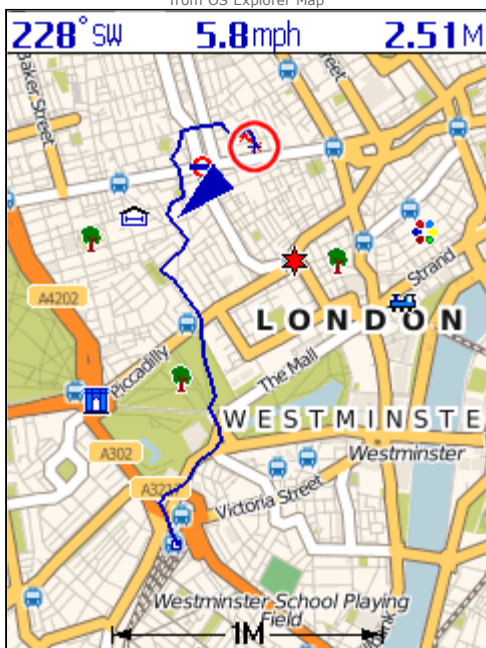 from OS Explorer Map
228° SW 5.8mph 2.51M
Baker Street
A4202
Strand
LONDON
Piccadilly
The Mall
WESTMINSTE
A302
Westminster
Victoria Street
Westminster School Playing
Field
1M